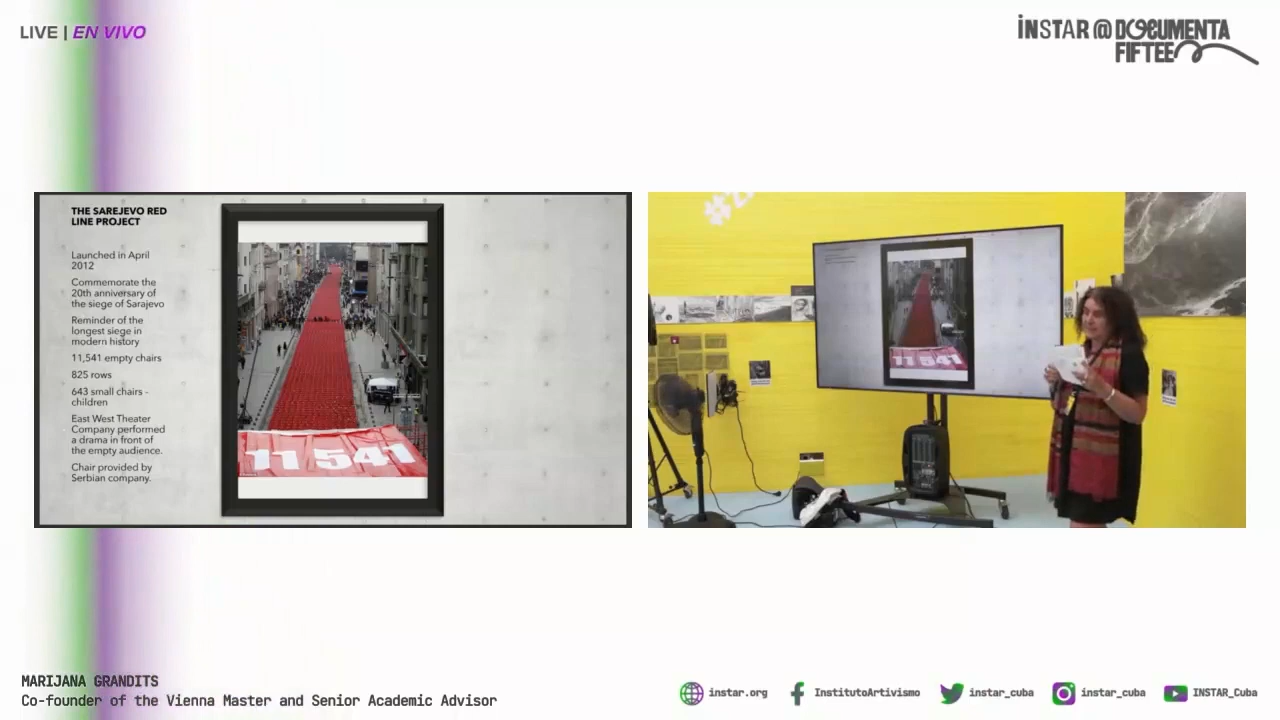 LIVE | EN VIVO
INSTAR @ DOCUMENTA
FIFTEE
THE SAREJEVO RED
LINE PROJECT
Launched in April
2012
Commemorate the
20th anniversary of
the siege of Sarajevo
Reminder of the
longest siege in
modern history
11,541 empty chairs
825 rows
643 small chairs -
children
East West Theater
Company performed
a drama in front of
the empty audience.
Chair provided by
Serbian company.
11 541
11 541
MARIJANA GRANDITS
Co-founder of the Vienna Master and Senior Academic Advisor
instar.org
InstitutoArtivismo
instar_cuba
instar_cuba
INSTAR_Cuba